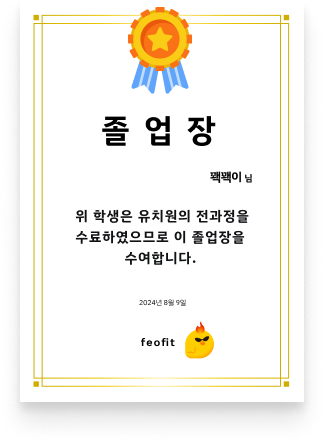 졸 업 장
꽥꽥이 님
위 학생은 유치원의 전과정을
수료하였으므로 이 졸업장을
수여합니다.
2024년 8월 9일
feofit